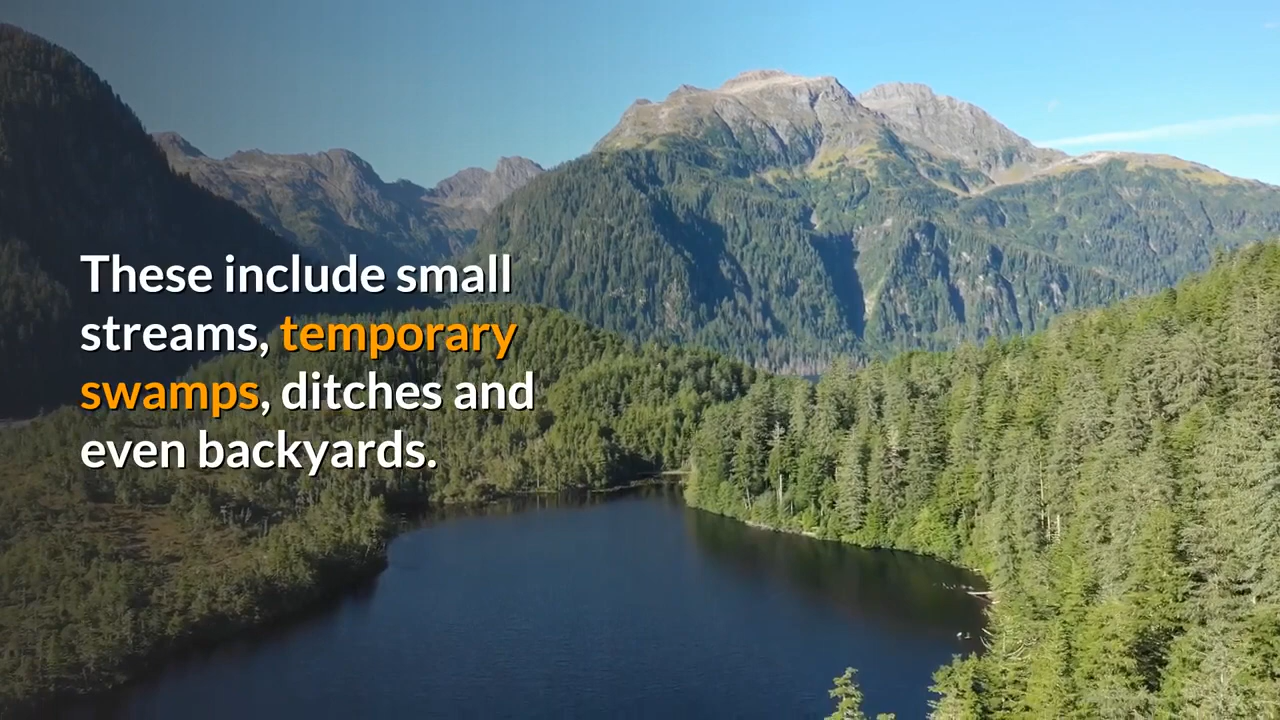 These include small
streams, temporary
swamps, ditches and
even backyards.